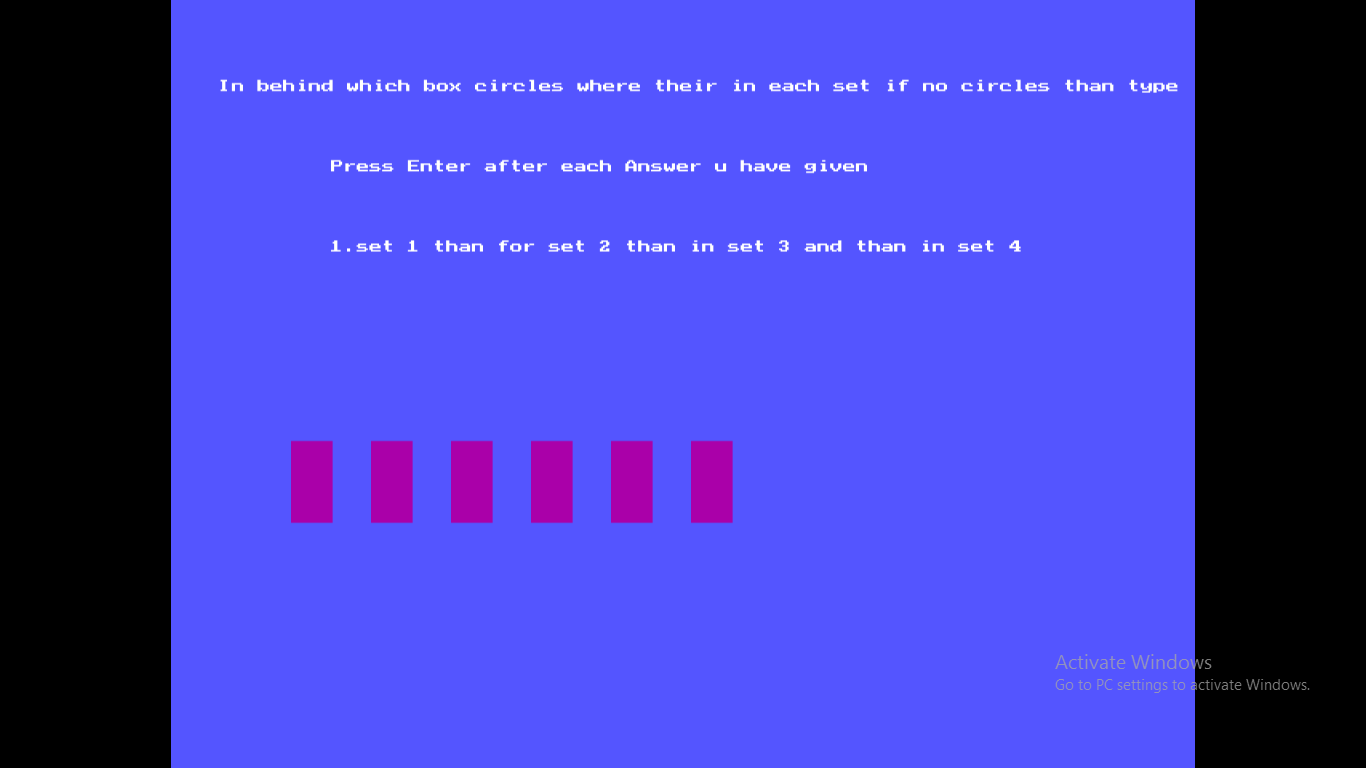 In behind which box circles where their in each set if no circles than type
Press Enter after each Answer u have given
1.set 1 than for set 2 than in set 3 and than in set 4
Activate Windows
Go to PC settings to activate Windows.